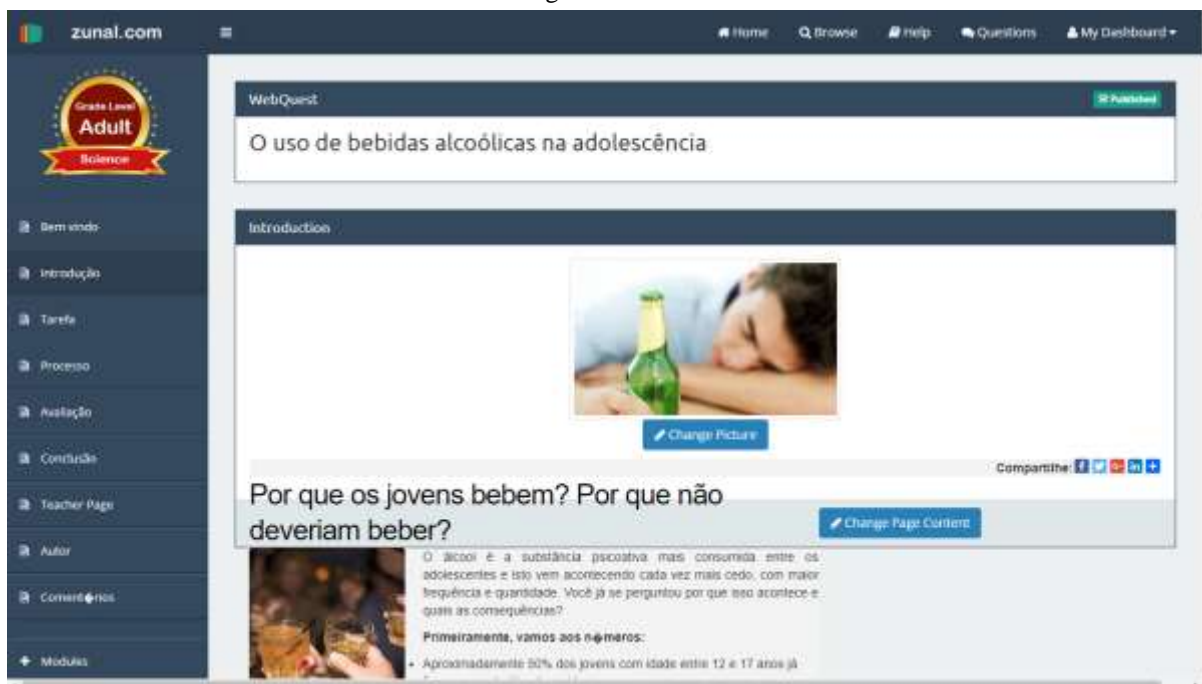 zunal.com
Home Browse Help Questions My Dashboard
Grade Level
Adult
Science
WebQuest
Published
O uso de bebidas alcoólicas na adolescência
Bem vindo
Introdução
Tarefa
Processo
Avaliação
Conclusão
Teacher Page
Autor
Coment�rios
Modules
Introduction
Change Picture
Compartilhe:
Por que os jovens bebem? Por que não
deveriam beber?
Change Page Content
O álcool é a substância psicoativa mais consumida entre os
adolescentes e isto vem acontecendo cada vez mais cedo, com maior
frequência e quantidade. Você já se perguntou por que isso acontece e
quais as consequências?
Primeiramente, vamos aos n�meros:
Aproximadamente 50% dos jovens com idade entre 12 e 17 anos já